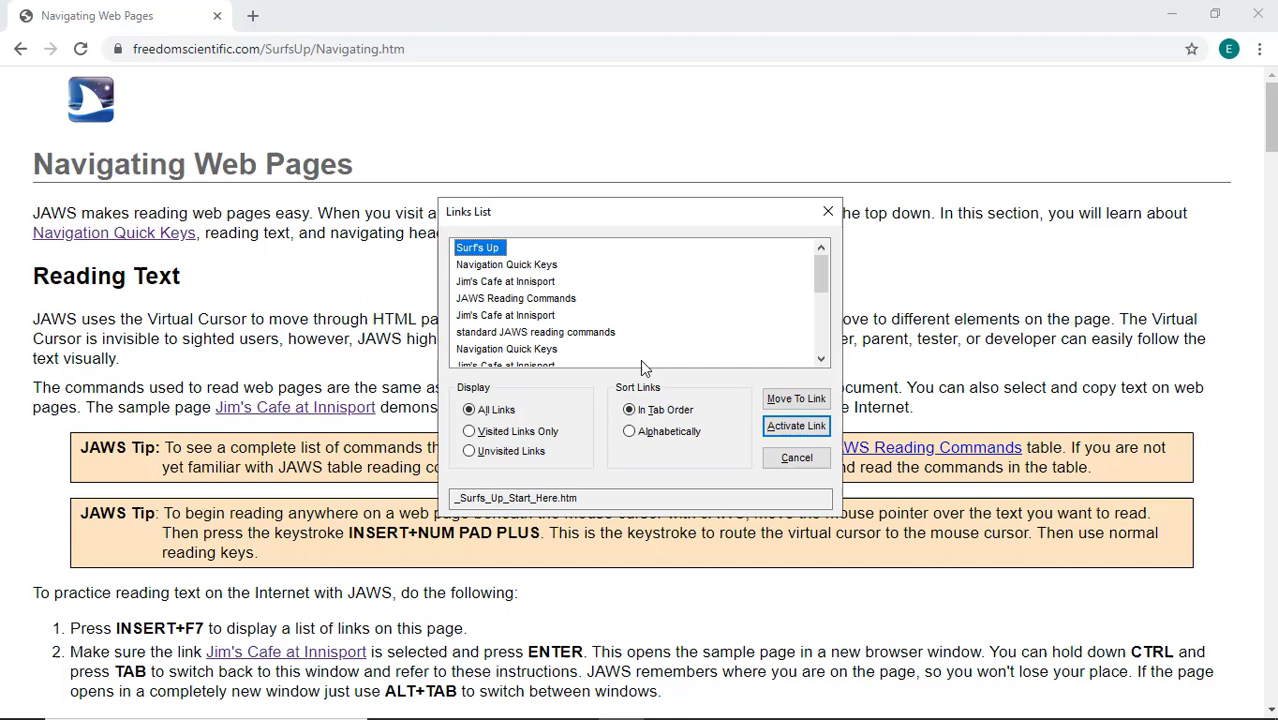 Navigating Web Pages
freedomscientific.com/SurfsUp/Navigating.htm
E
Navigating Web Pages
JAWS makes reading web pages easy. When you visit a
he top down. In this section, you will learn about
Navigation Quick Keys, reading text, and navigating hea
Reading Text
JAWS uses the Virtual Cursor to move through HTML pa
ove to different elements on the page. The Virtual
Cursor is invisible to sighted users, however, JAWS high
er, parent, tester, or developer can easily follow the
text visually.
The commands used to read web pages are the same as
ocument. You can also select and copy text on web
pages. The sample page Jim's Cafe at Innisport demons
e Internet.
JAWS Tip: To see a complete list of commands th
WS Reading Commands table. If you are not
yet familiar with JAWS table reading co
nd read the commands in the table.
JAWS Tip: To begin reading anywhere on a web page beneath the mouse cursor with JAWS, move the mouse pointer over the text you want to read.
Then press the keystroke INSERT+NUM PAD PLUS. This is the keystroke to route the virtual cursor to the mouse cursor. Then use normal
reading keys.
To practice reading text on the Internet with JAWS, do the following:
1. Press INSERT+F7 to display a list of links on this page.
2. Make sure the link Jim's Cafe at Innisport is selected and press ENTER. This opens the sample page in a new browser window. You can hold down CTRL and
press TAB to switch back to this window and refer to these instructions. JAWS remembers where you are on the page, so you won't lose your place. If the page
opens in a completely new window just use ALT+TAB to switch between windows.
Links List
Surf's Up
Navigation Quick Keys
Jim's Cafe at Innisport
JAWS Reading Commands
Jim's Cafe at Innisport
standard JAWS reading commands
Navigation Quick Keys
Jim's Cafe at Innisport
Display
All Links
Visited Links Only
Unvisited Links
Sort Links
In Tab Order
Alphabetically
Move To Link
Activate Link
Cancel
_Surfs_Up_Start_Here.htm